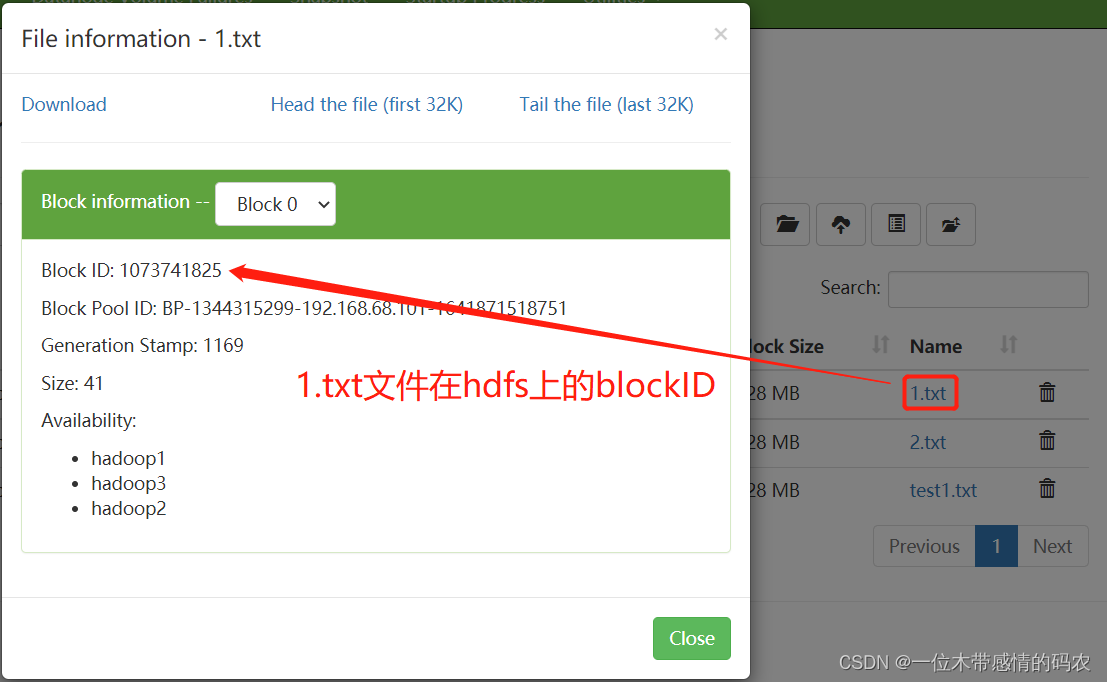 File information - 1.txt
×
Download Head the file (first 32K) Tail the file (last 32K)
Block information -- Block 0
Block ID: 1073741825
Block Pool ID: BP-1344315299-192.168.68.101-1641871518751
Generation Stamp: 1169
Size: 41
Availability:
hadoop1
hadoop3
hadoop2
1.txt文件在hdfs上的blockID
Close
Search:
lock Size Name
28 MB 1.txt
28 MB 2.txt
28 MB test1.txt
Previous 1 Next
CSDN @一位木带感情的码农